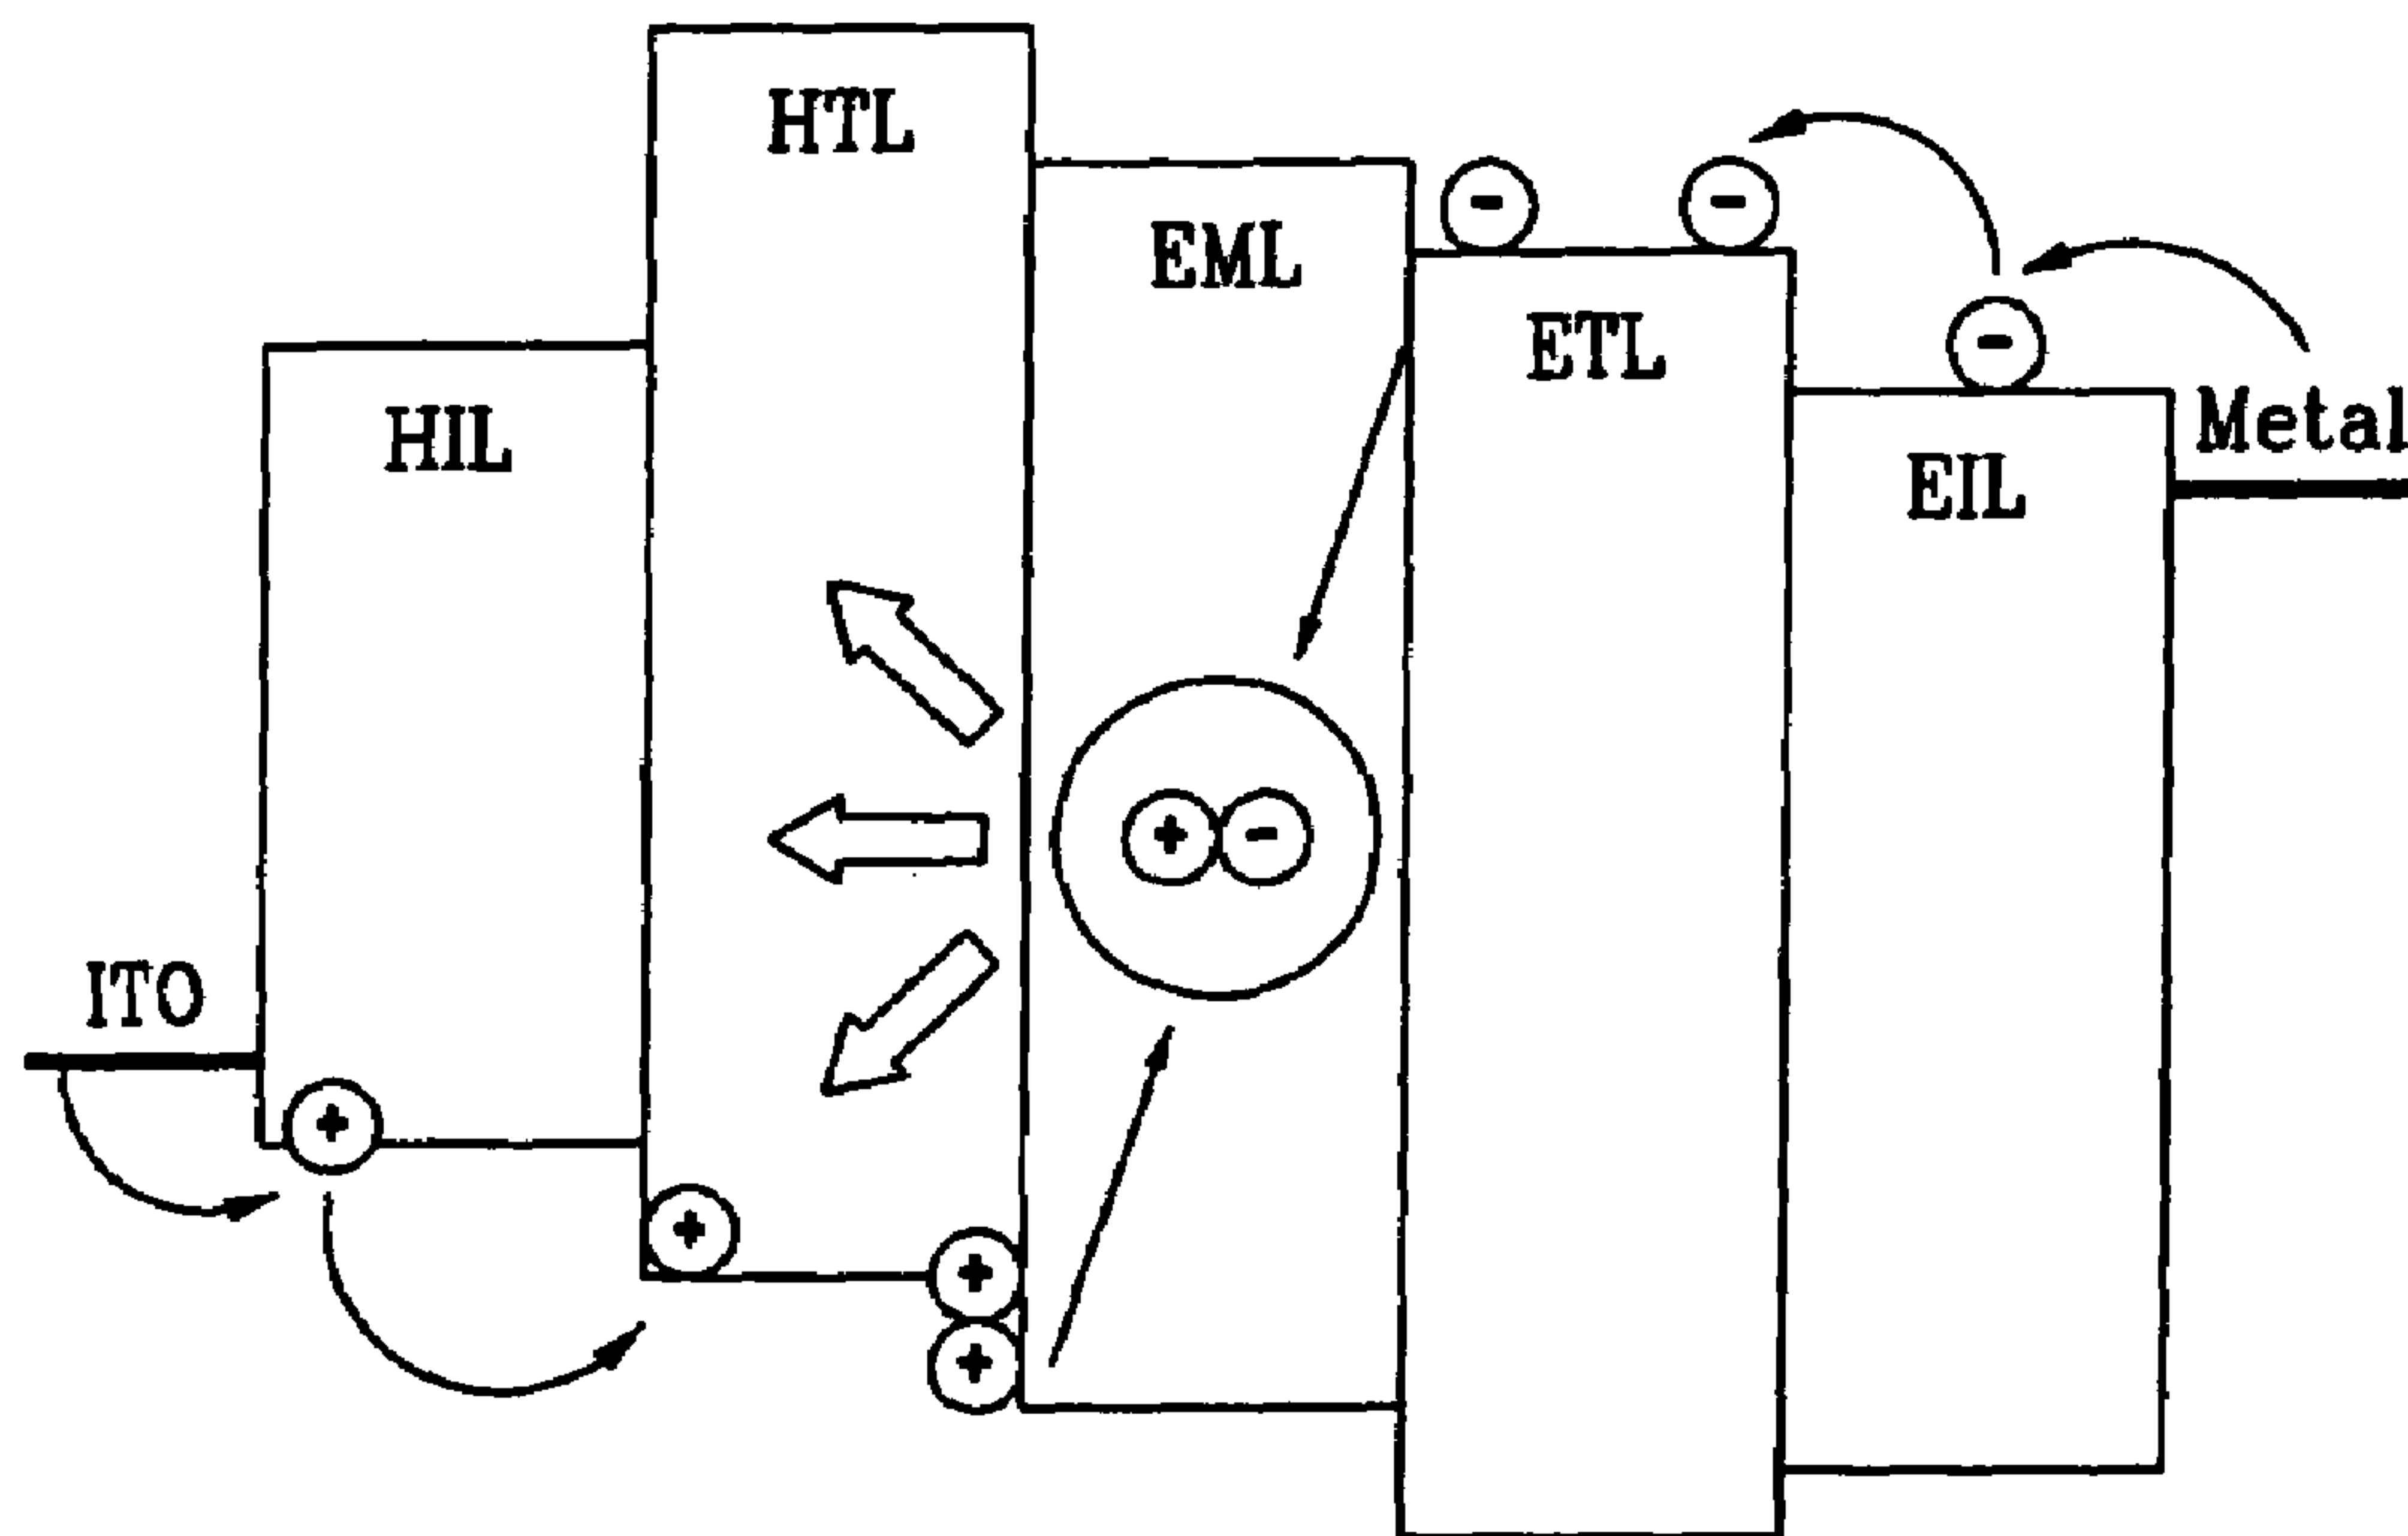 HTL
EML
ETL
HIL
Metal
EIL
ITO
- - -
+ -
+ + + +